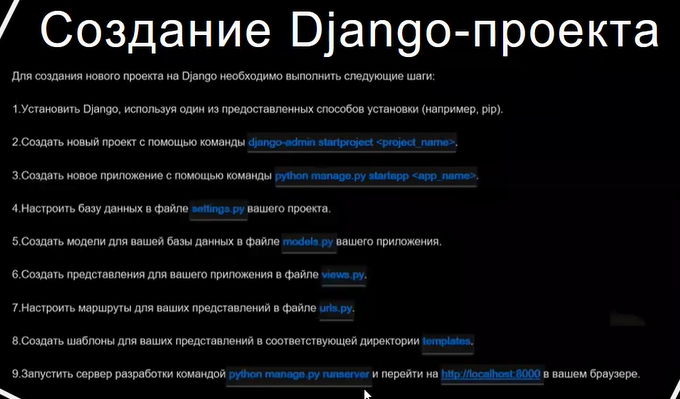 Создание Django-проекта
Для создания нового проекта на Django необходимо выполнить следующие шаги:
1.Установить Django, используя один из предоставленных способов установки (например, pip).
2.Создать новый проект с помощью команды django-admin startproject <project_name>.
3.Создать новое приложение с помощью команды python manage.py startapp <app_name>.
4.Настроить базу данных в файле settings.py вашего проекта.
5.Создать модели для вашей базы данных в файле models.py вашего приложения.
6.Создать представления для вашего приложения в файле views.py.
7.Настроить маршруты для ваших представлений в файле urls.py.
8.Создать шаблоны для ваших представлений в соответствующей директории templates.
9.Запустить сервер разработки командой python manage.py runserver и перейти на http://localhost:8000 в вашем браузере.